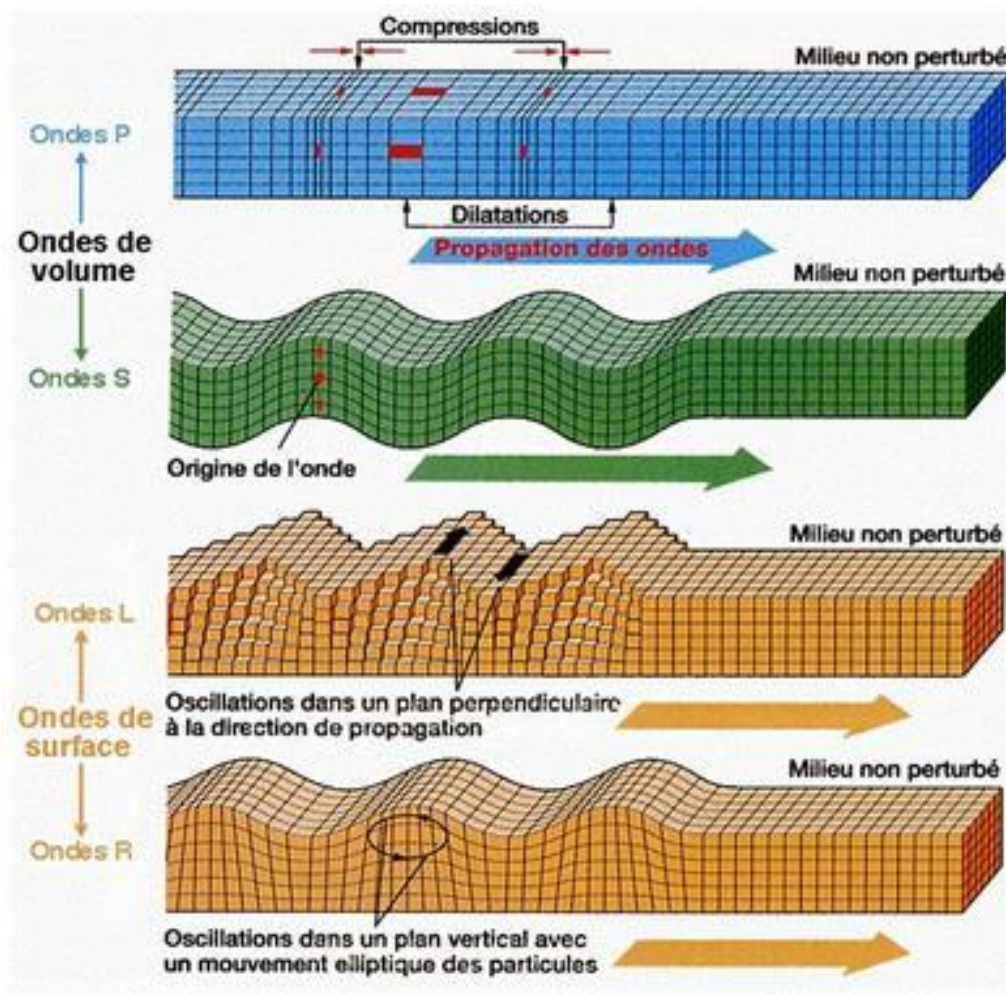 Compressions
Milieu non perturbé
Ondes P
Dilatations
Ondes de
volume
Propagation des ondes
Milieu non perturbé
Ondes S
Origine de l'onde
Milieu non perturbé
Ondes L
Oscillations dans un plan perpendiculaire
à la direction de propagation
Ondes de
surface
Milieu non perturbé
Ondes R
Oscillations dans un plan vertical avec
un mouvement elliptique des particules